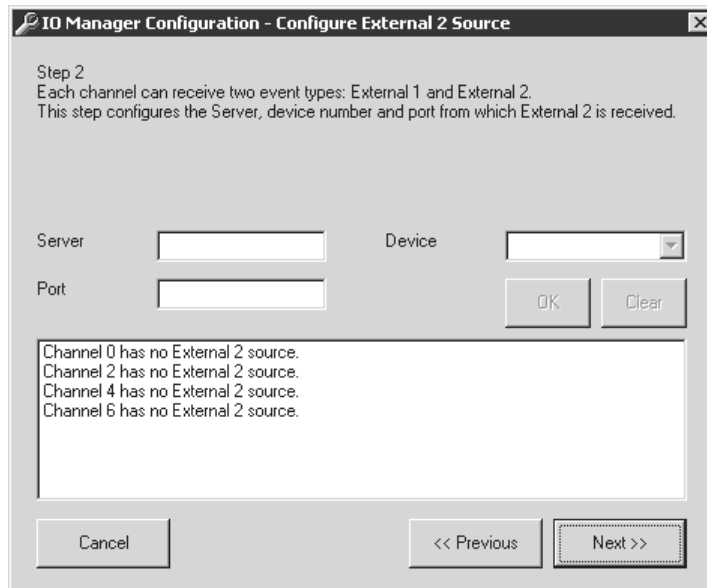 IO Manager Configuration - Configure External 2 Source
Step 2
Each channel can receive two event types: External 1 and External 2.
This step configures the Server, device number and port from which External 2 is received.
Server
Device
Port
OK
Clear
Channel 0 has no External 2 source.
Channel 2 has no External 2 source.
Channel 4 has no External 2 source.
Channel 6 has no External 2 source.
Cancel
<< Previous
Next >>